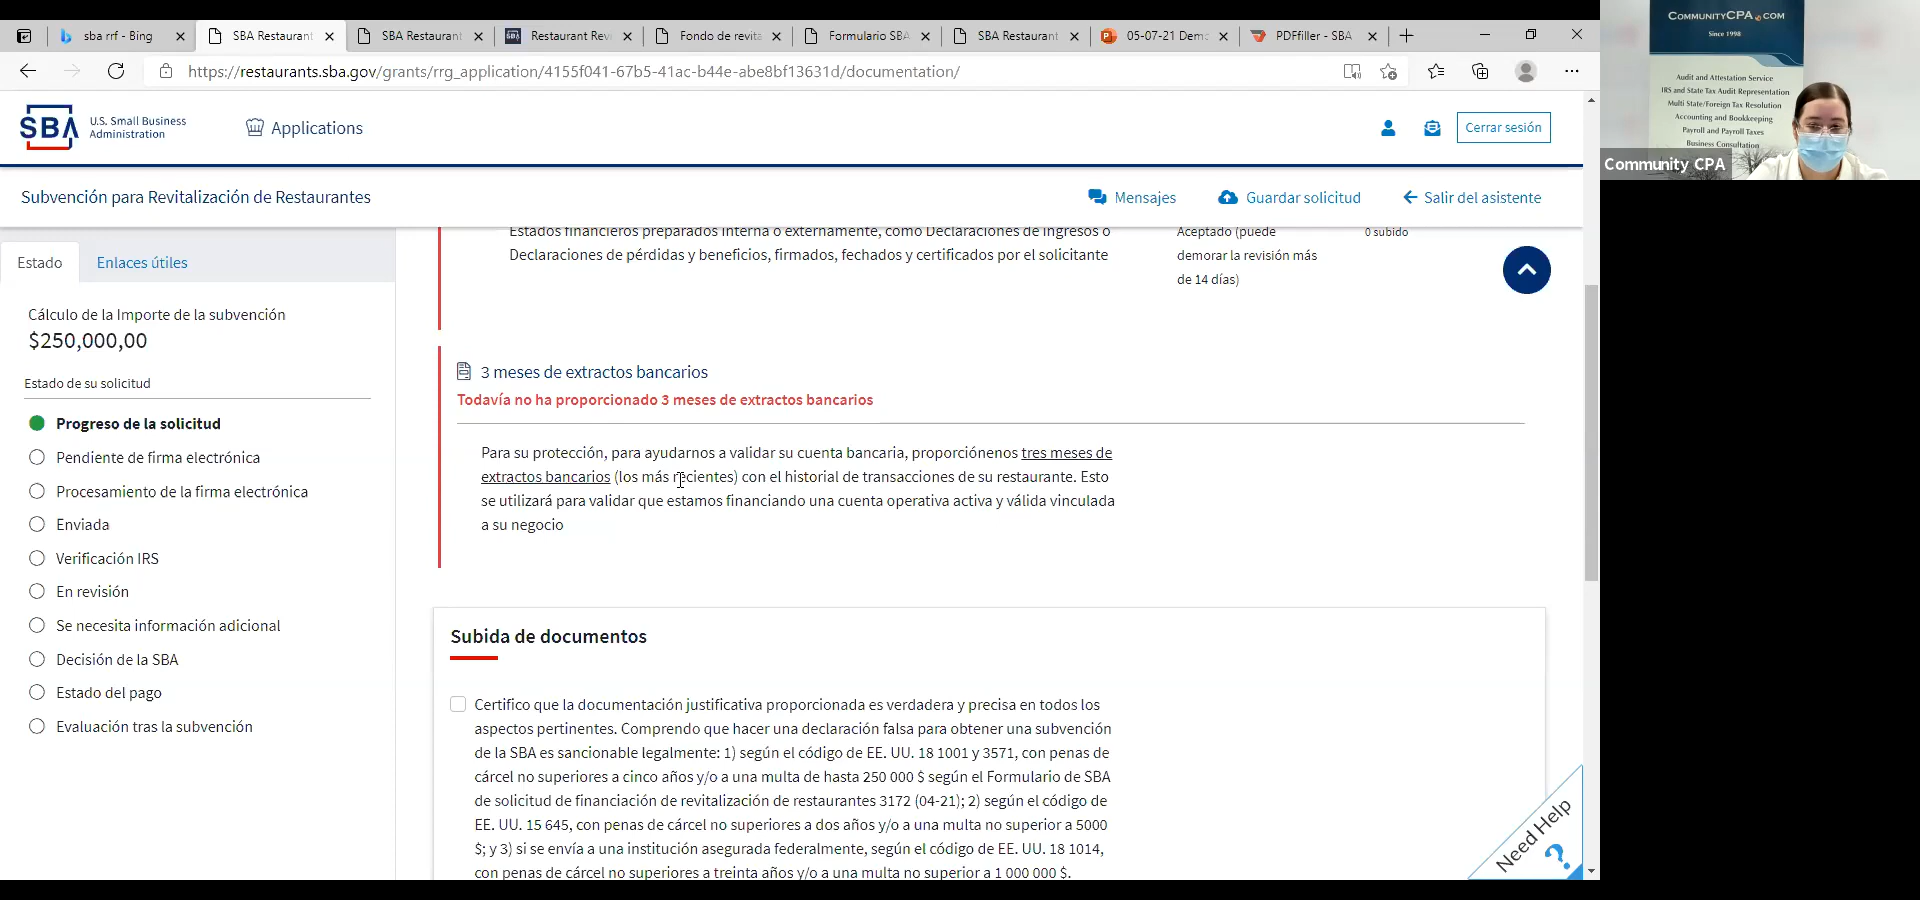 sba rrf - Bing
SBA Restaurant
SBA Restaurant
Restaurant Rev
Fondo de revita
Formulario SBA
SBA Restaurant
05-07-21 Demo
PDFfiller - SBA
https://restaurants.sba.gov/grants/rrg_application/4155f041-67b5-41ac-b44e-abe8bf13631d/documentation/
SBA
U.S. Small Business
Administration
Applications
Cerrar sesión
Subvención para Revitalización de Restaurantes
Mensajes
Guardar solicitud
Salir del asistente
Estado
Enlaces útiles
Cálculo de la Importe de la subvención
$250,000,00
Estado de su solicitud
Progreso de la solicitud
Pendiente de firma electrónica
Procesamiento de la firma electrónica
Enviada
Verificación IRS
En revisión
Se necesita información adicional
Decisión de la SBA
Estado del pago
Evaluación tras la subvención
Estados financieros preparados interna o externamente, como Declaraciones de Ingresos o
Declaraciones de pérdidas y beneficios, firmados, fechados y certificados por el solicitante
Aceptado (puede
demorar la revisión más
de 14 días)
0 subido
3 meses de extractos bancarios
Todavía no ha proporcionado 3 meses de extractos bancarios
Para su protección, para ayudarnos a validar su cuenta bancaria, proporciónenos tres meses de
extractos bancarios (los más recientes) con el historial de transacciones de su restaurante. Esto
se utilizará para validar que estamos financiando una cuenta operativa activa y válida vinculada
a su negocio
Subida de documentos
Certifico que la documentación justificativa proporcionada es verdadera y precisa en todos los
aspectos pertinentes. Comprendo que hacer una declaración falsa para obtener una subvención
de la SBA es sancionable legalmente: 1) según el código de EE. UU. 18 1001 y 3571, con penas de
cárcel no superiores a cinco años y/o a una multa de hasta 250 000 $ según el Formulario de SBA
de solicitud de financiación de revitalización de restaurantes 3172 (04-21); 2) según el código de
EE. UU. 15 645, con penas de cárcel no superiores a dos años y/o a una multa no superior a 5000
$; y 3) si se envía a una institución asegurada federalmente, según el código de EE. UU. 18 1014,
con penas de cárcel no superiores a treinta años y/o a una multa no superior a 1 000 000 $.
Need Help
?
COMMUNITYCPA.COM
Since 1998
Audit and Attestation Service
IRS and State Tax Audit Representation
Multi State/Foreign Tax Resolution
Accounting and Bookkeeping
Payroll and Payroll Taxes
Business Consultation
Community CPA